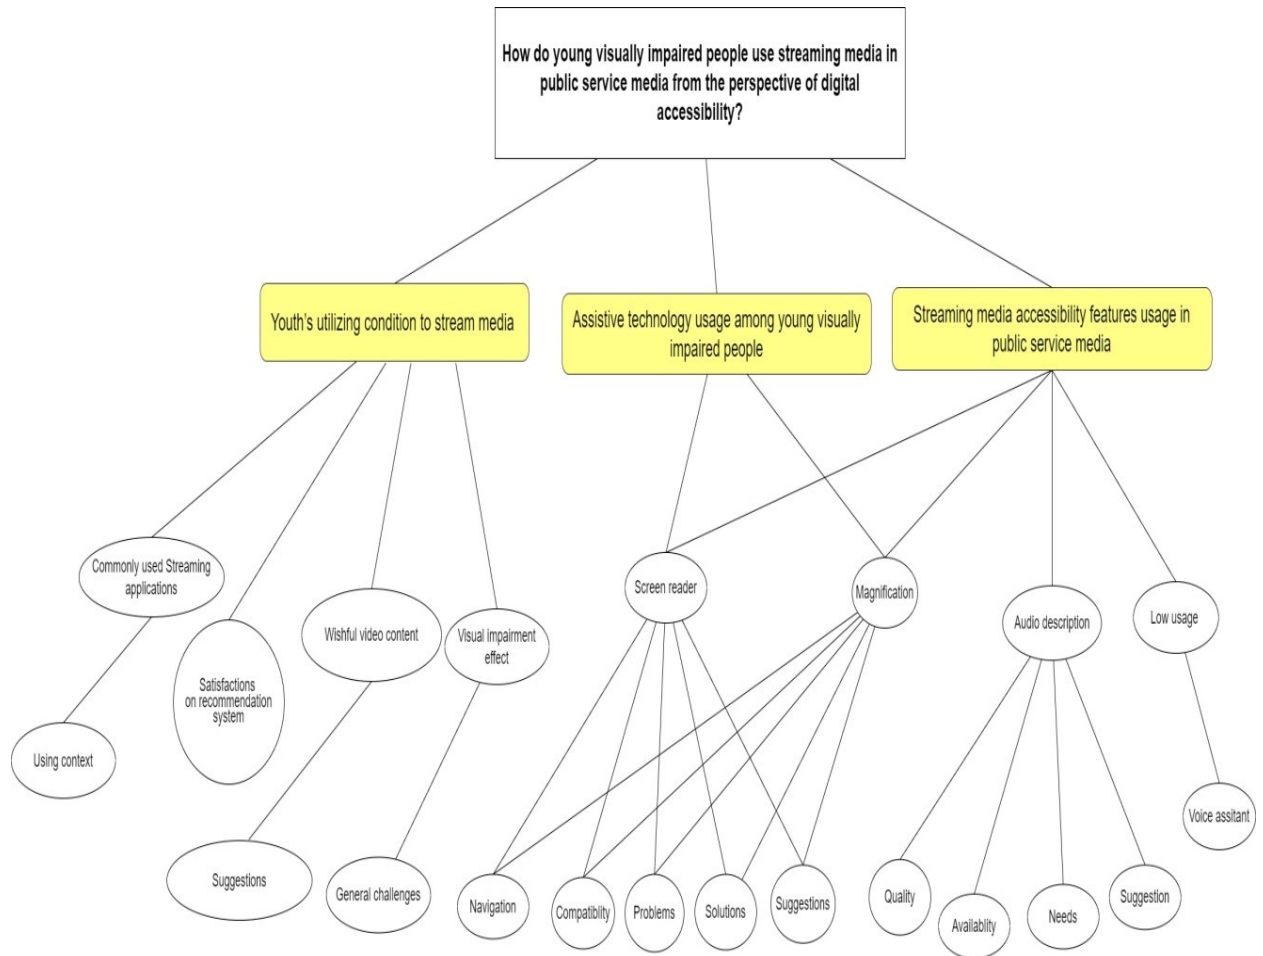 How do young visually impaired people use streaming media in
public service media from the perspective of digital
accessibility?
Youth's utilizing condition to stream media
Assistive technology usage among young visually
impaired people
Streaming media accessibility features usage in
public service media
Commonly used Streaming
applications
Screen reader
Magnification
Audio description
Low usage
Wishful video content
Visual impairment
effect
Satisfactions
on recommendation
system
Using context
Voice assitant
Suggestions
General challenges
Navigation
Compatiblity
Problems
Solutions
Suggestions
Quality
Availablity
Needs
Suggestion